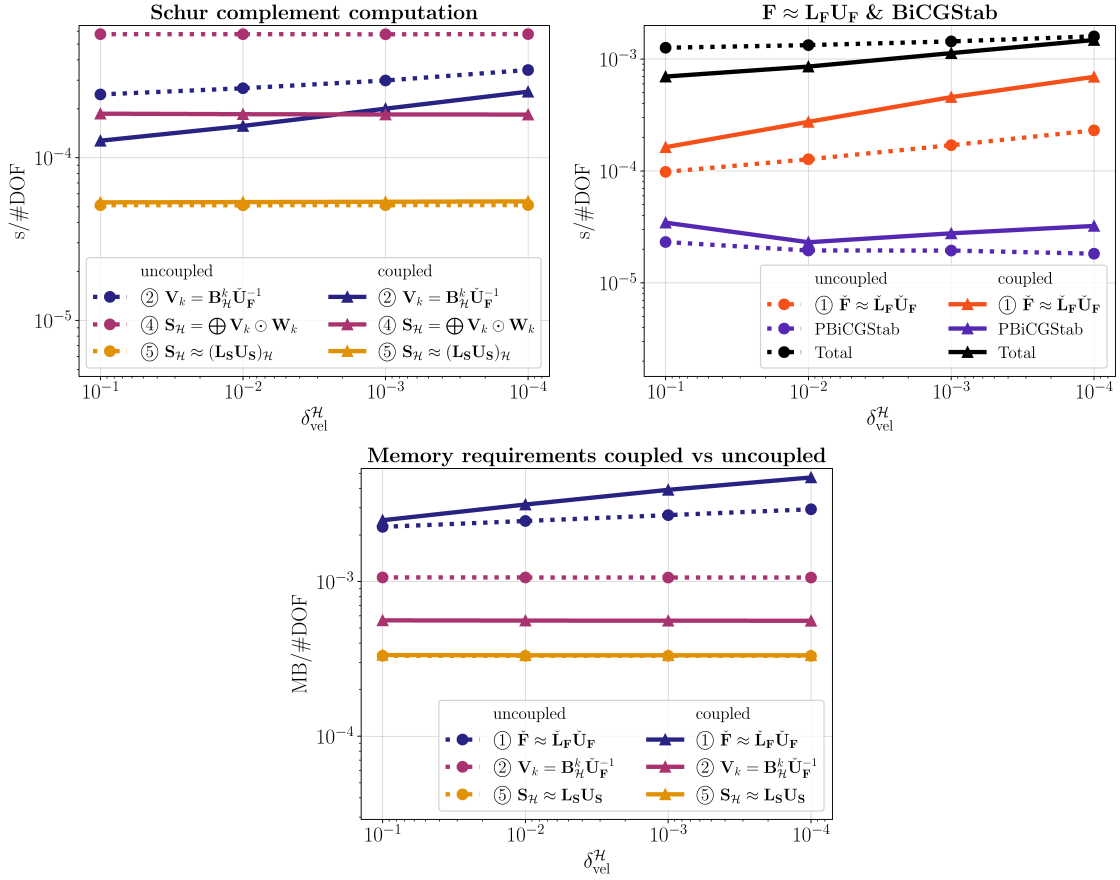 Schur complement computation
s/#DOF
10⁻⁴
10⁻⁵
uncoupled coupled
② V_k = B^k_ℋ Ǔ_F^{-1} ② V_k = B^k_ℋ Ǔ_F^{-1}
④ S_ℋ = ⨁ V_k ⊙ W_k ④ S_ℋ = ⨁ V_k ⊙ W_k
⑤ S_ℋ ≈ (L_S U_S)_ℋ ⑤ S_ℋ ≈ (L_S U_S)_ℋ
10⁻¹ 10⁻² 10⁻³ 10⁻⁴
δ^ℋ_vel
F ≈ L_F U_F & BiCGStab
s/#DOF
10⁻³
10⁻⁴
10⁻⁵
uncoupled coupled
① F̌ ≈ Ľ_F Ǔ_F ① F̌ ≈ Ľ_F Ǔ_F
PBiCGStab PBiCGStab
Total Total
10⁻¹ 10⁻² 10⁻³ 10⁻⁴
δ^ℋ_vel
Memory requirements coupled vs uncoupled
MB/#DOF
10⁻³
10⁻⁴
uncoupled coupled
① F̌ ≈ Ľ_F Ǔ_F ① F̌ ≈ Ľ_F Ǔ_F
② V_k = B^k_ℋ Ǔ_F^{-1} ② V_k = B^k_ℋ Ǔ_F^{-1}
⑤ S_ℋ ≈ L_S U_S ⑤ S_ℋ ≈ L_S U_S
10⁻¹ 10⁻² 10⁻³ 10⁻⁴
δ^ℋ_vel